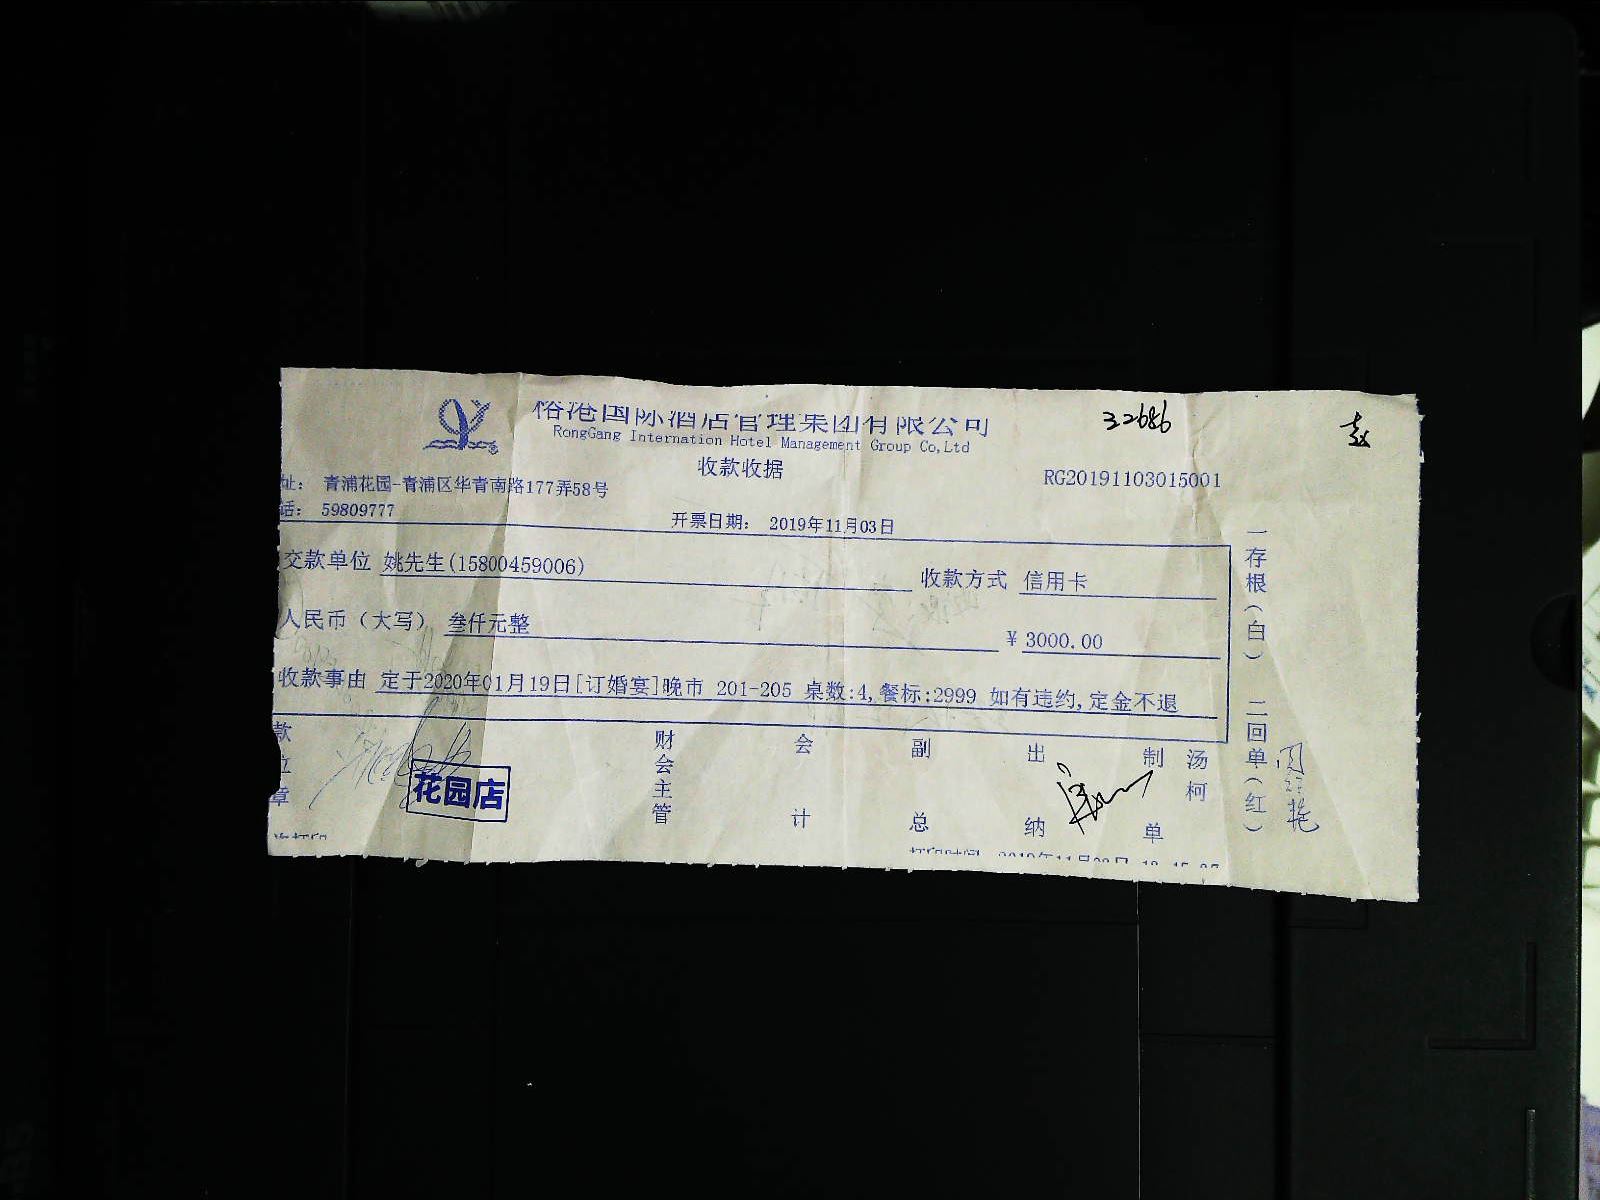 榕港国际酒店管理集团有限公司
RongGang Internation Hotel Management Group Co,Ltd
32686
收款收据
RG20191103015001
址： 青浦花园-青浦区华青南路177弄58号
话： 59809777
开票日期： 2019年11月03日
交款单位 姚先生(15800459006)
收款方式 信用卡
人民币（大写） 叁仟元整
¥ 3000.00
收款事由 定于2020年01月19日[订婚宴]晚市 201-205 桌数:4,餐标:2999 如有违约,定金不退
款
章
花园店
财会主管
会计
副总
出纳
制单
汤柯
一存根（白） 二回单（红）
打印时间